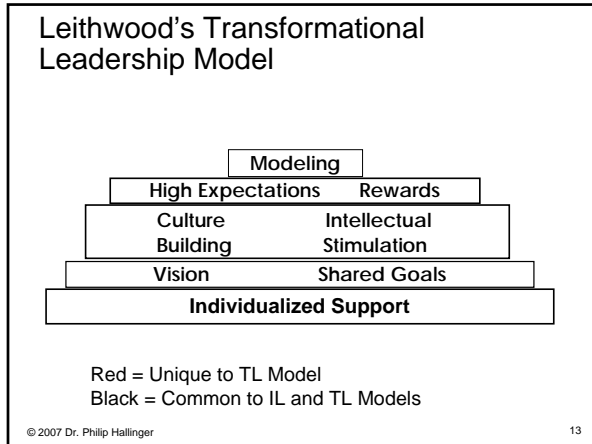 Leithwood's Transformational
Leadership Model
Modeling
High Expectations Rewards
Culture Intellectual
Building Stimulation
Vision Shared Goals
Individualized Support
Red = Unique to TL Model
Black = Common to IL and TL Models
© 2007 Dr. Philip Hallinger 13